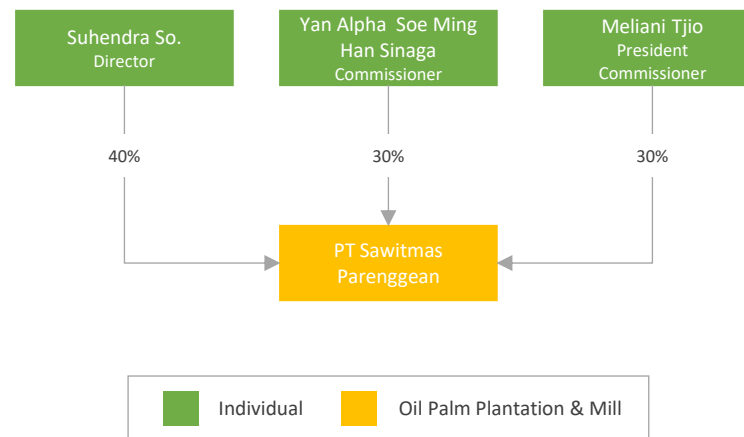 Suhendra So.
Director
Yan Alpha  Soe Ming
Han Sinaga
Commissioner
Meliani Tjio
President
Commissioner
40%
30%
30%
PT Sawitmas
Parenggean
Individual
Oil Palm Plantation & Mill